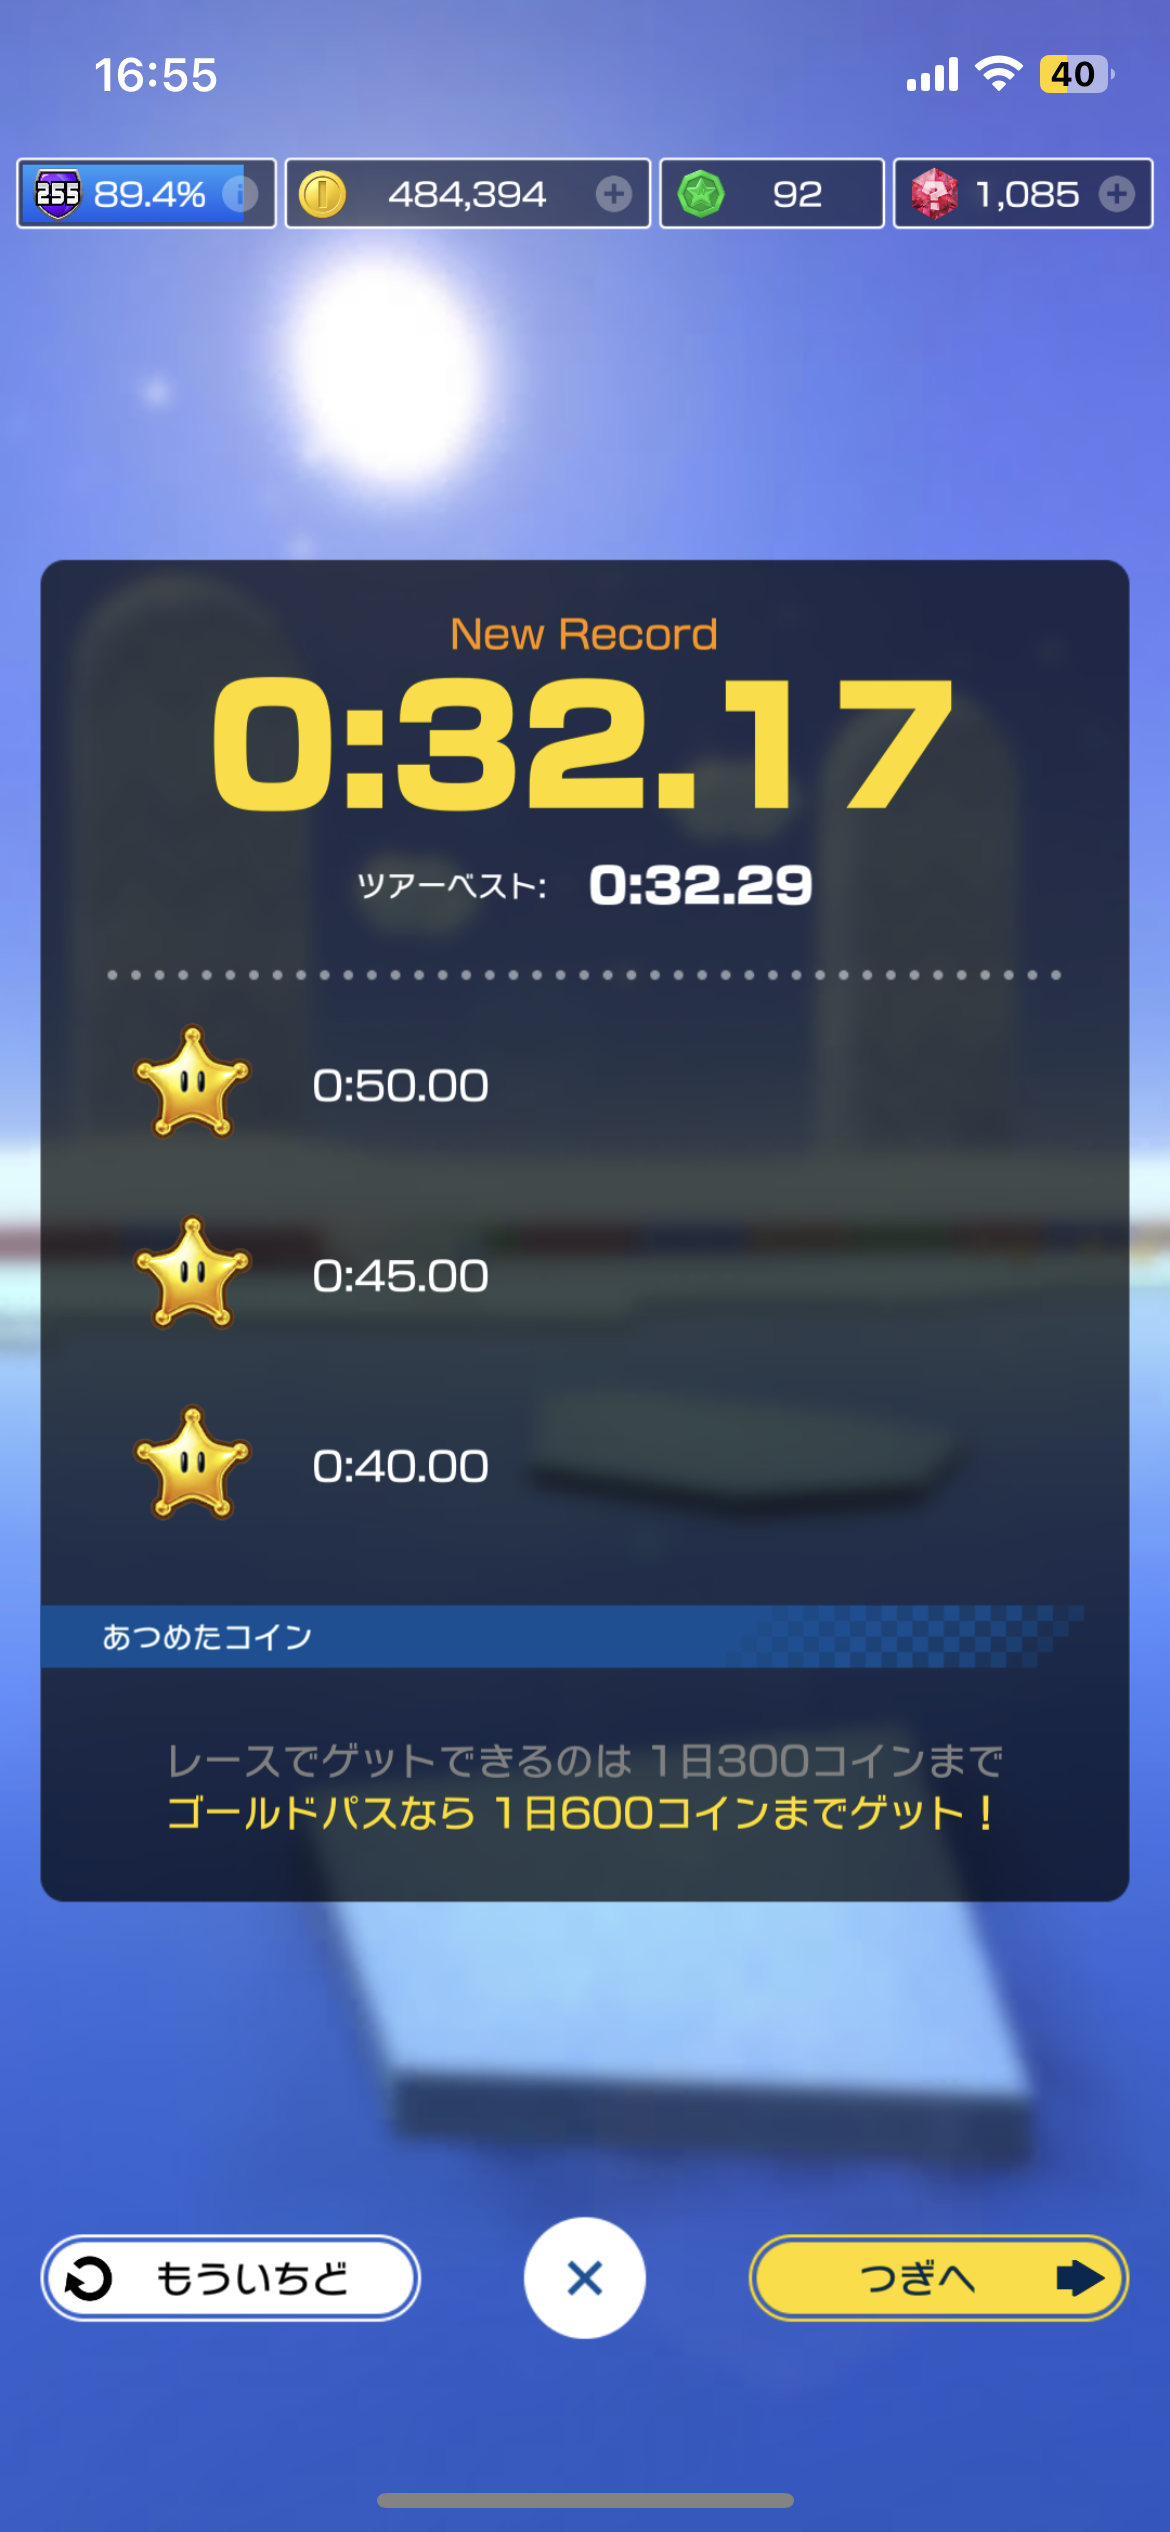 16:55
40
255 89.4% i 484,394 + 92 1,085 +
New Record
0:32.17
ツアーベスト: 0:32.29
0:50.00
0:45.00
0:40.00
あつめたコイン
レースでゲットできるのは 1日300コインまで
ゴールドパスなら 1日600コインまでゲット！
もういちど × つぎへ